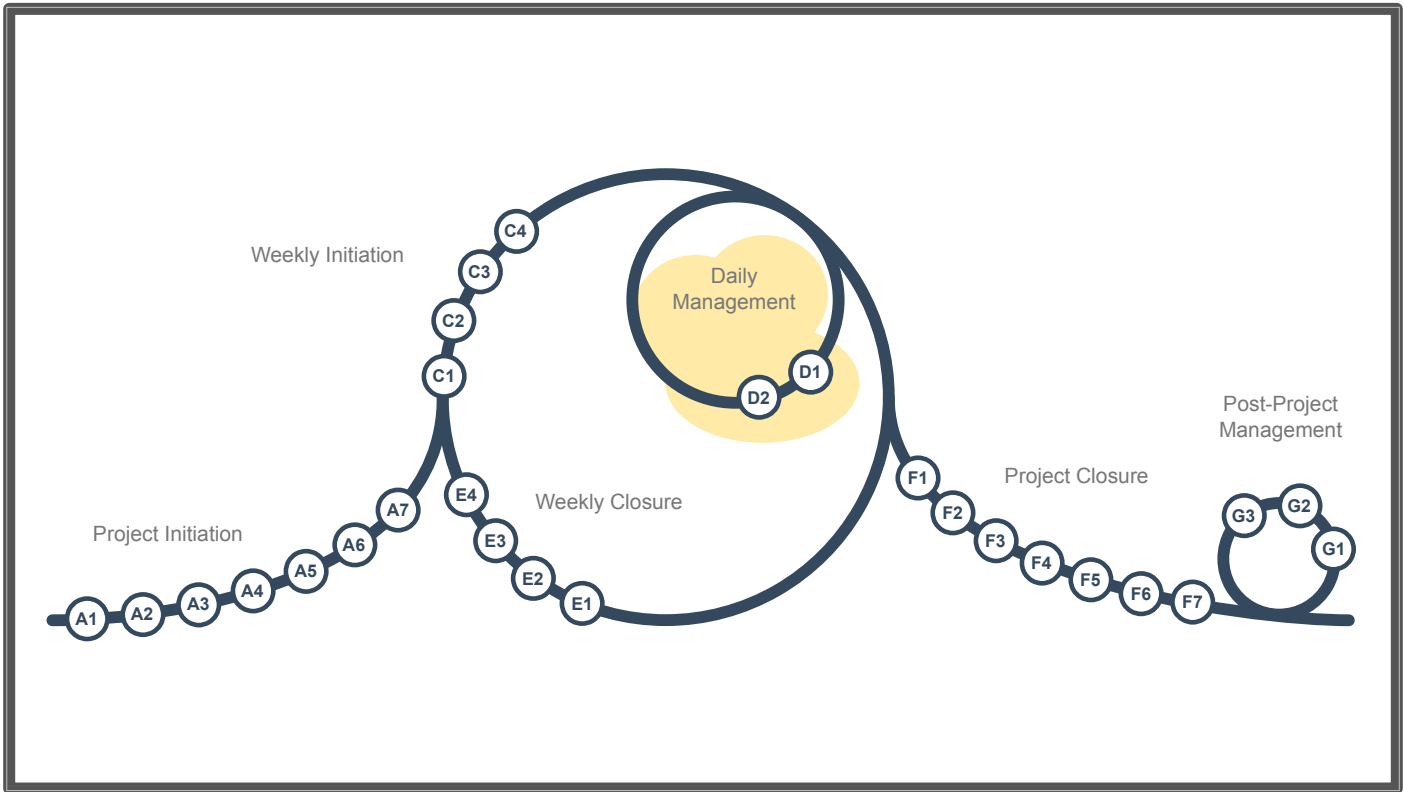 Project Initiation
A1
A2
A3
A4
A5
A6
A7
Weekly Initiation
C1
C2
C3
C4
Daily
Management
D1
D2
Weekly Closure
E1
E2
E3
E4
Project Closure
F1
F2
F3
F4
F5
F6
F7
Post-Project
Management
G1
G2
G3